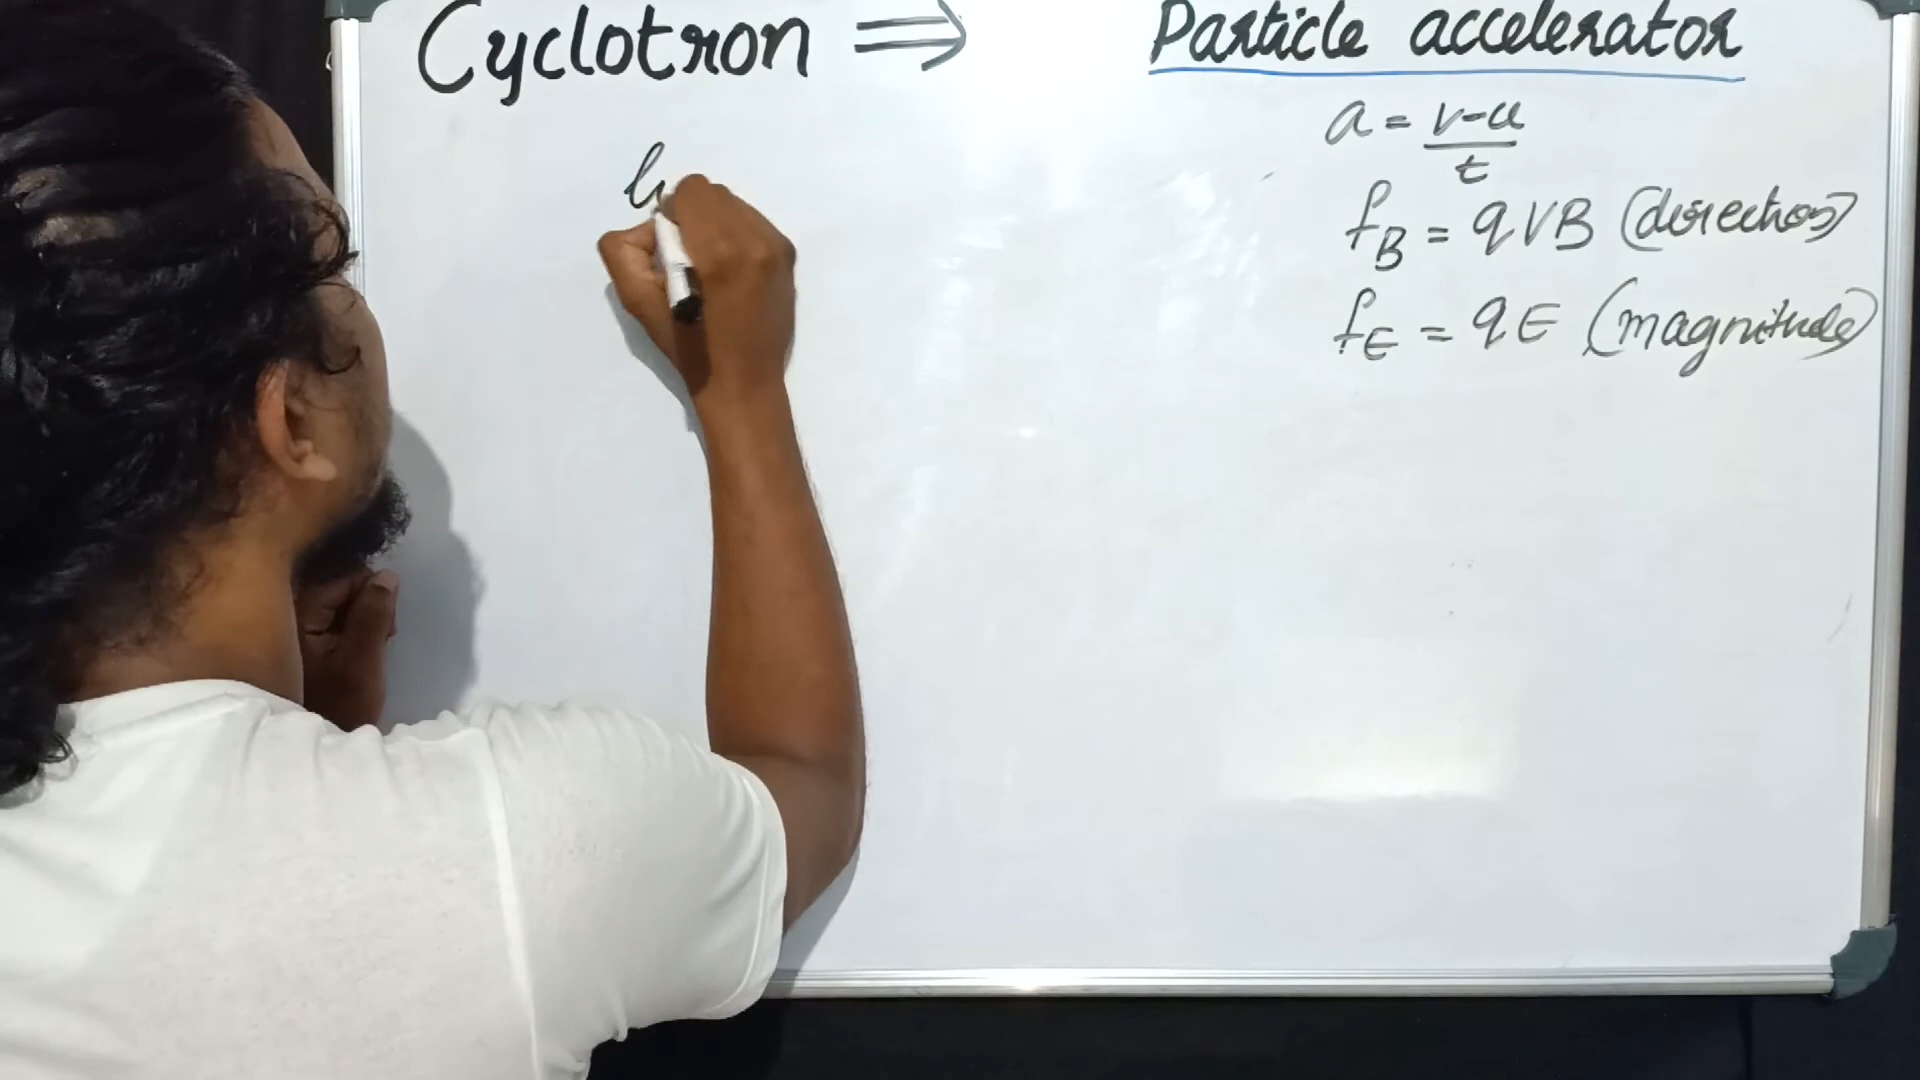 Cyclotron ⇒ Particle accelerator
a = v-u / t
fB = qVB (direction)
fE = qE (magnitude)